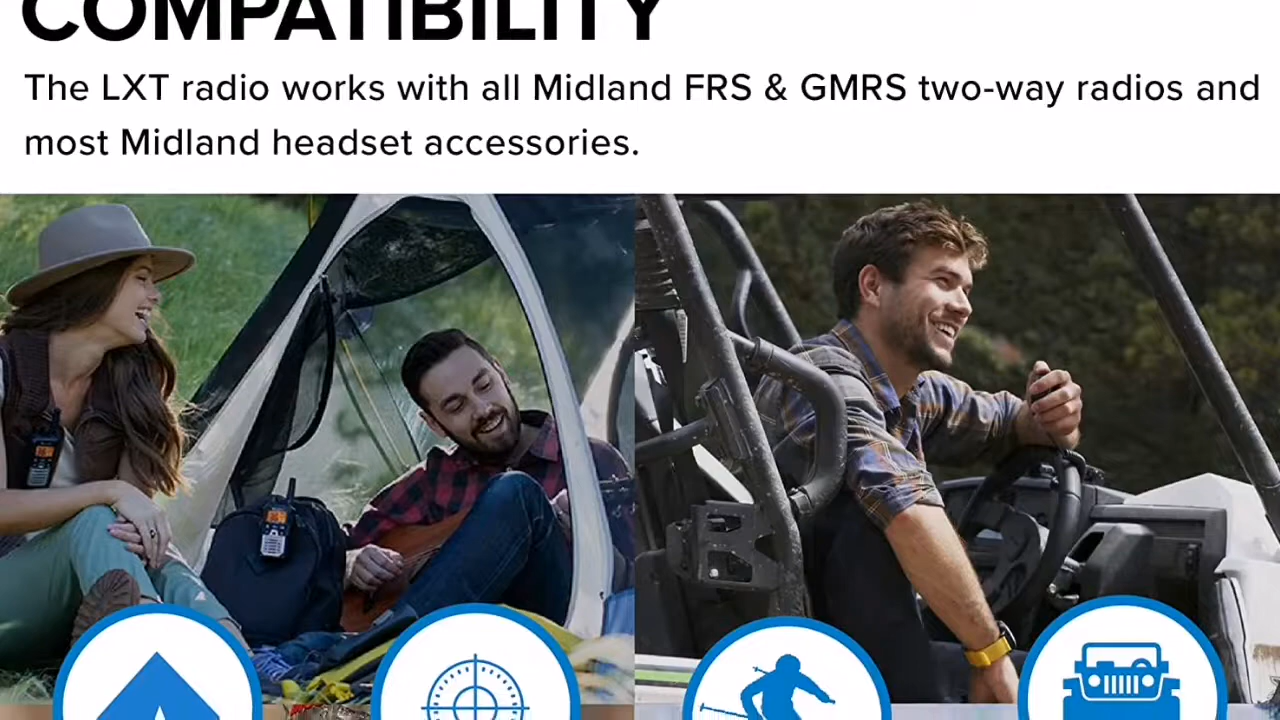 COMPATIBILITY
The LXT radio works with all Midland FRS & GMRS two-way radios and
most Midland headset accessories.